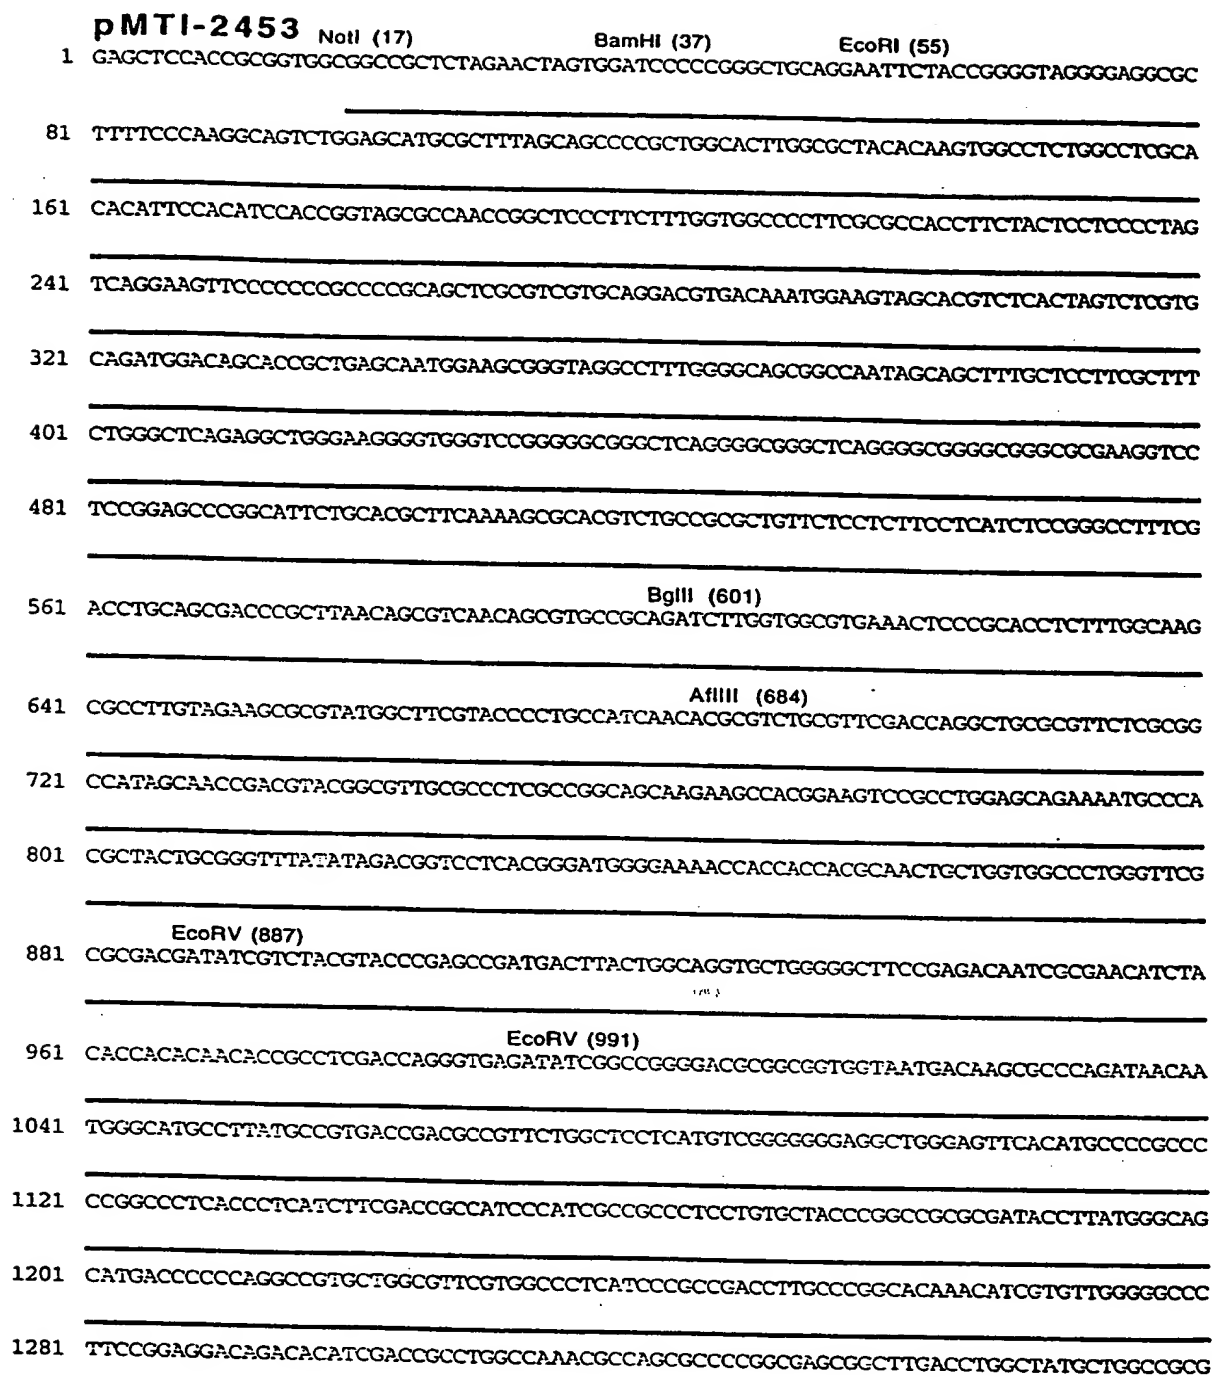 pMTI-2453 NotI (17) BamHI (37) EcoRI (55)
1 GAGCTCCACCGCGGTGGCGGCCGCTCTAGAACTAGTGGATCCCCCGGGCTGCAGGAATTCTACCGGGGTAGGGGAGGCGC
81 TTTTCCCAAGGCAGTCTGGAGCATGCGCTTTAGCAGCCCCGCTGGCACTTGGCGCTACACAAGTGGCCTCTGGCCTCGCA
161 CACATTCCACATCCACCGGTAGCGCCAACCGGCTCCCTTCTTTGGTGGCCCCTTCGCGCCACCTTCTACTCCTCCCCTAG
241 TCAGGAAGTTCCCCCCCGCCCCGCAGCTCGCGTCGTGCAGGACGTGACAAATGGAAGTAGCACGTCTCACTAGTCTCGTG
321 CAGATGGACAGCACCGCTGAGCAATGGAAGCGGGTAGGCCTTTGGGGCAGCGGCCAATAGCAGCTTTGCTCCTTCGCTTT
401 CTGGGCTCAGAGGCTGGGAAGGGGTGGGTCCGGGGGCGGGCTCAGGGGCGGGCTCAGGGGCGGGGCGGGCGCGAAGGTCC
481 TCCGGAGCCCGGCATTCTGCACGCTTCAAAAGCGCACGTCTGCCGCGCTGTTCTCCTCTTCCTCATCTCCGGGCCTTTCG
BglII (601)
561 ACCTGCAGCGACCCGCTTAACAGCGTCAACAGCGTGCCGCAGATCTTGGTGGCGTGAAACTCCCGCACCTCTTTGGCAAG
AflIII (684)
641 CGCCTTGTAGAAGCGCGTATGGCTTCGTACCCCTGCCATCAACACGCGTCTGCGTTCGACCAGGCTGCGCGTTCTCGCGG
721 CCATAGCAACCGACGTACGGCGTTGCGCCCTCGCCGGCAGCAAGAAGCCACGGAAGTCCGCCTGGAGCAGAAAATGCCCA
801 CGCTACTGCGGGTTTATATAGACGGTCCTCACGGGATGGGGAAAACCACCACCACGCAACTGCTGGTGGCCCTGGGTTCG
EcoRV (887)
881 CGCGACGATATCGTCTACGTACCCGAGCCGATGACTTACTGGCAGGTGCTGGGGGCTTCCGAGACAATCGCGAACATCTA
EcoRV (991)
961 CACCACACAACACCGCCTCGACCAGGGTGAGATATCGGCCGGGGACGCGGCGGTGGTAATGACAAGCGCCCAGATAACAA
1041 TGGGCATGCCTTATGCCGTGACCGACGCCGTTCTGGCTCCTCATGTCGGGGGGGAGGCTGGGAGTTCACATGCCCCGCCC
1121 CCGGCCCTCACCCTCATCTTCGACCGCCATCCCATCGCCGCCCTCCTGTGCTACCCGGCCGCGCGATACCTTATGGGCAG
1201 CATGACCCCCCAGGCCGTGCTGGCGTTCGTGGCCCTCATCCCGCCGACCTTGCCCGGCACAAACATCGTGTTGGGGGCCC
1281 TTCCGGAGGACAGACACATCGACCGCCTGGCCAAACGCCAGCGCCCCGGCGAGCGGCTTGACCTGGCTATGCTGGCCGCG